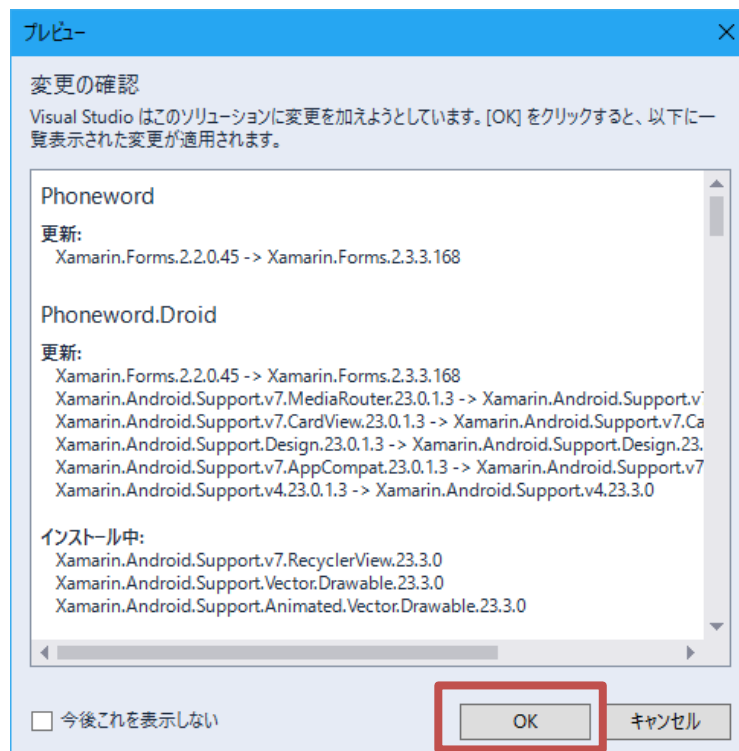 プレビュー
変更の確認
Visual Studio はこのソリューションに変更を加えようとしています。[OK] をクリックすると、以下に一
覧表示された変更が適用されます。
Phoneword
更新:
Xamarin.Forms.2.2.0.45 -> Xamarin.Forms.2.3.3.168
Phoneword.Droid
更新:
Xamarin.Forms.2.2.0.45 -> Xamarin.Forms.2.3.3.168
Xamarin.Android.Support.v7.MediaRouter.23.0.1.3 -> Xamarin.Android.Support.v7
Xamarin.Android.Support.v7.CardView.23.0.1.3 -> Xamarin.Android.Support.v7.Ca
Xamarin.Android.Support.Design.23.0.1.3 -> Xamarin.Android.Support.Design.23.
Xamarin.Android.Support.v7.AppCompat.23.0.1.3 -> Xamarin.Android.Support.v7
Xamarin.Android.Support.v4.23.0.1.3 -> Xamarin.Android.Support.v4.23.3.0
インストール中:
Xamarin.Android.Support.v7.RecyclerView.23.3.0
Xamarin.Android.Support.Vector.Drawable.23.3.0
Xamarin.Android.Support.Animated.Vector.Drawable.23.3.0
今後これを表示しない
OK
キャンセル